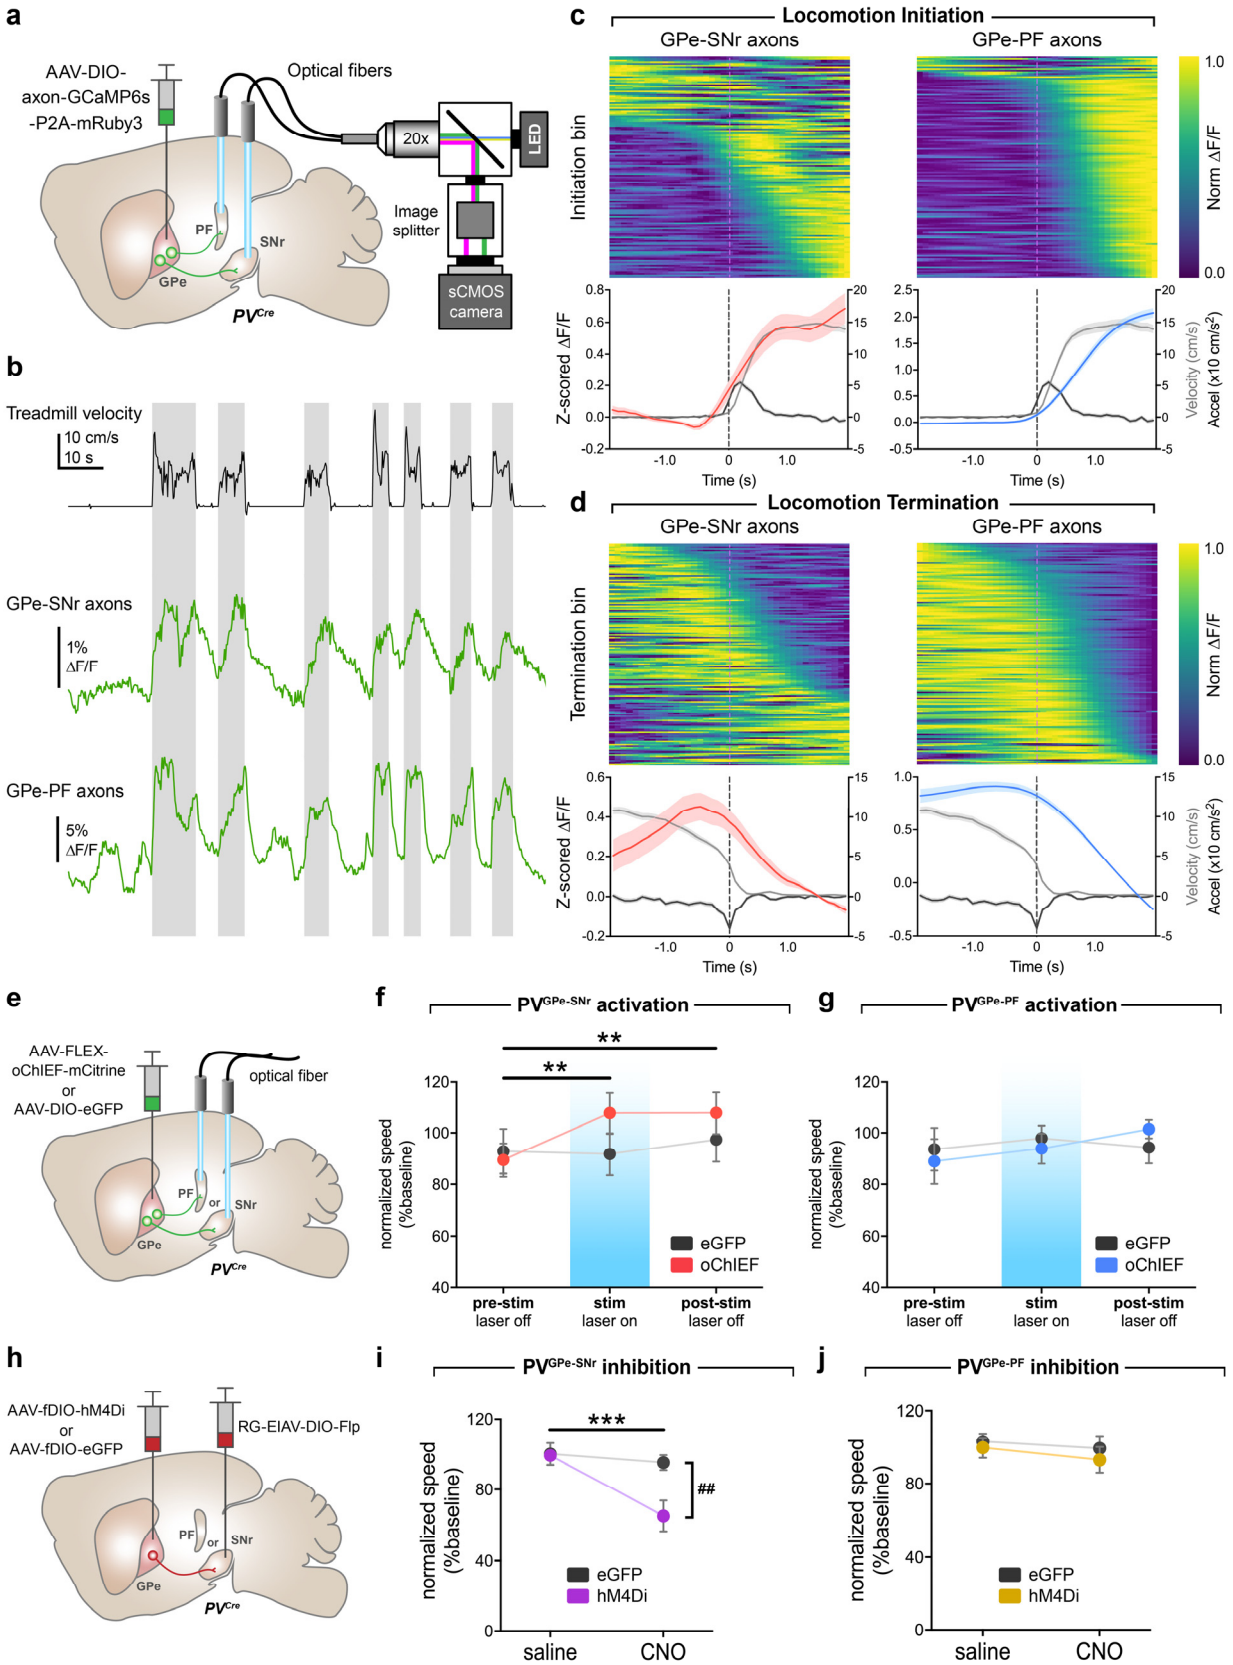 a
AAV-DIO-
axon-GCaMP6s
-P2A-mRuby3
Optical fibers
20x
LED
Image
splitter
sCMOS
camera
PF
SNr
GPe
PVCre
b
Treadmill velocity
10 cm/s
10 s
GPe-SNr axons
1%
ΔF/F
GPe-PF axons
5%
ΔF/F
c
Locomotion Initiation
GPe-SNr axons
GPe-PF axons
Initiation bin
1.0
Norm ΔF/F
0.0
Z-scored ΔF/F
0.8
0.6
0.4
0.2
0.0
-0.2
20
15
10
5
0
-5
-1.0 0 1.0
Time (s)
2.5
2.0
1.5
1.0
0.5
0.0
-0.5
20
15
10
5
0
-5
-1.0 0 1.0
Time (s)
Velocity (cm/s)
Accel (x10 cm/s²)
d
Locomotion Termination
GPe-SNr axons
GPe-PF axons
Termination bin
1.0
Norm ΔF/F
0.0
Z-scored ΔF/F
0.6
0.4
0.2
0.0
-0.2
15
10
5
0
-5
-1.0 0 1.0
Time (s)
1.0
0.5
0.0
-0.5
15
10
5
0
-5
-1.0 0 1.0
Time (s)
Velocity (cm/s)
Accel (x10 cm/s²)
e
AAV-FLEX-
oChIEF-mCitrine
or
AAV-DIO-eGFP
optical fiber
PF
or
SNr
GPe
PVCre
f
PVGPe-SNr activation
**
**
normalized speed
(%baseline)
120
100
80
60
40
eGFP
oChIEF
pre-stim stim post-stim
laser off laser on laser off
g
PVGPe-PF activation
normalized speed
(%baseline)
120
100
80
60
40
eGFP
oChIEF
pre-stim stim post-stim
laser off laser on laser off
h
AAV-fDIO-hM4Di
or
AAV-fDIO-eGFP
RG-EIAV-DIO-Flp
PF
or
SNr
GPe
PVCre
i
PVGPe-SNr inhibition
***
##
normalized speed
(%baseline)
120
80
40
0
eGFP
hM4Di
saline CNO
j
PVGPe-PF inhibition
normalized speed
(%baseline)
120
80
40
0
eGFP
hM4Di
saline CNO